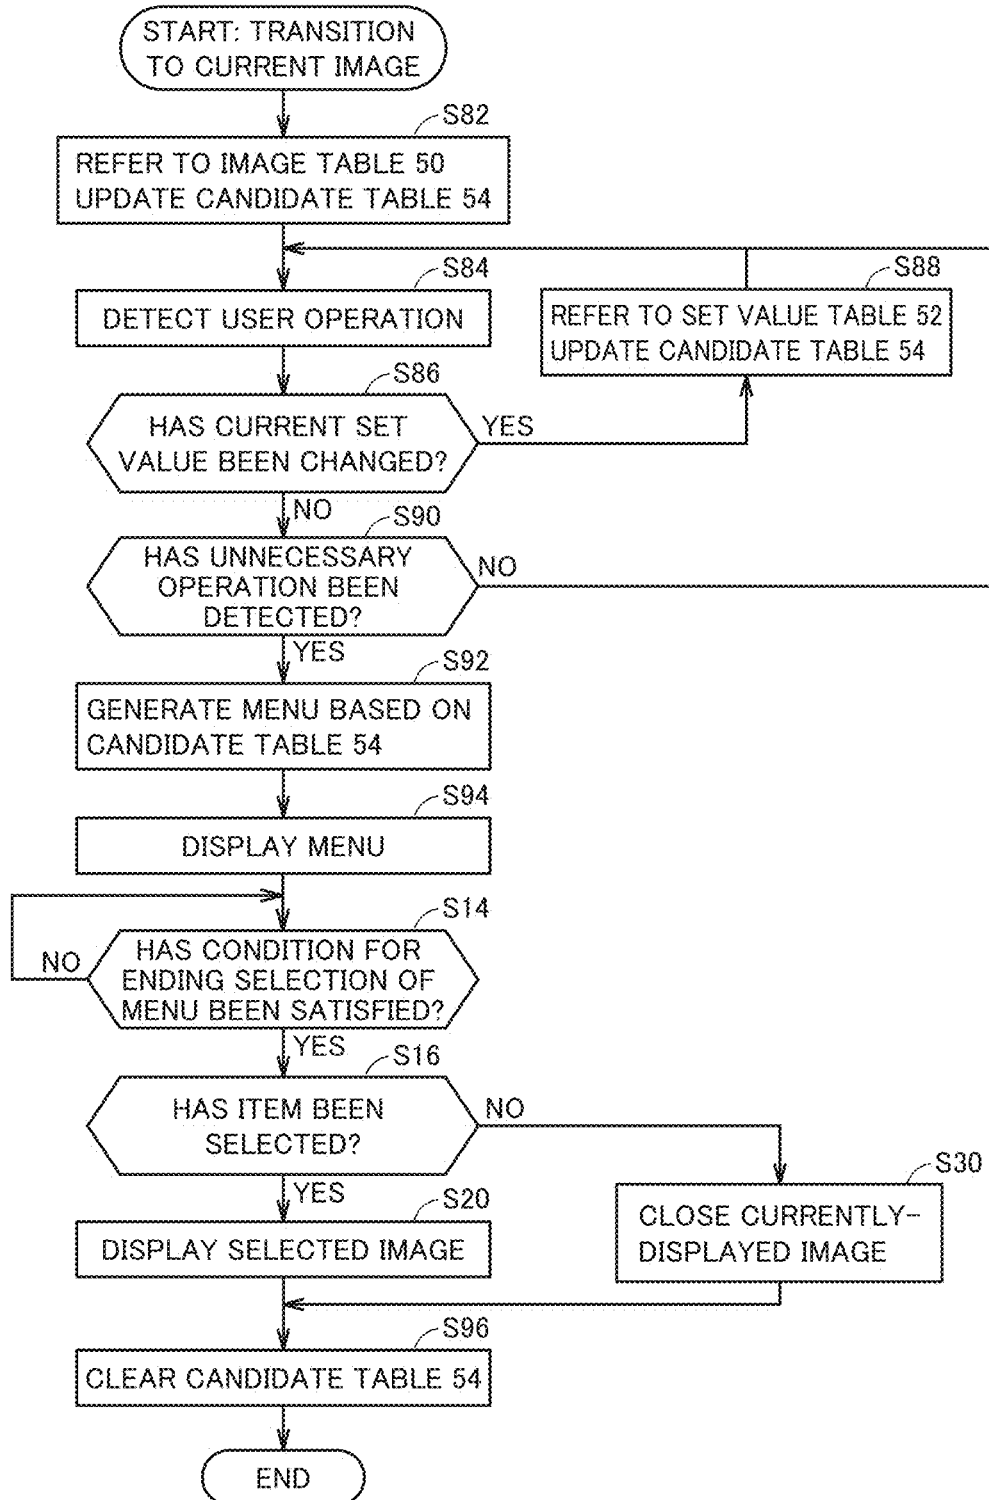 START: TRANSITION
TO CURRENT IMAGE
S82
REFER TO IMAGE TABLE 50
UPDATE CANDIDATE TABLE 54
S84
DETECT USER OPERATION
S88
REFER TO SET VALUE TABLE 52
UPDATE CANDIDATE TABLE 54
S86
HAS CURRENT SET
VALUE BEEN CHANGED?
YES
NO
S90
HAS UNNECESSARY
OPERATION BEEN
DETECTED?
NO
YES
S92
GENERATE MENU BASED ON
CANDIDATE TABLE 54
S94
DISPLAY MENU
S14
HAS CONDITION FOR
ENDING SELECTION OF
MENU BEEN SATISFIED?
NO
YES
S16
HAS ITEM BEEN
SELECTED?
NO
YES
S30
CLOSE CURRENTLY-
DISPLAYED IMAGE
S20
DISPLAY SELECTED IMAGE
S96
CLEAR CANDIDATE TABLE 54
END